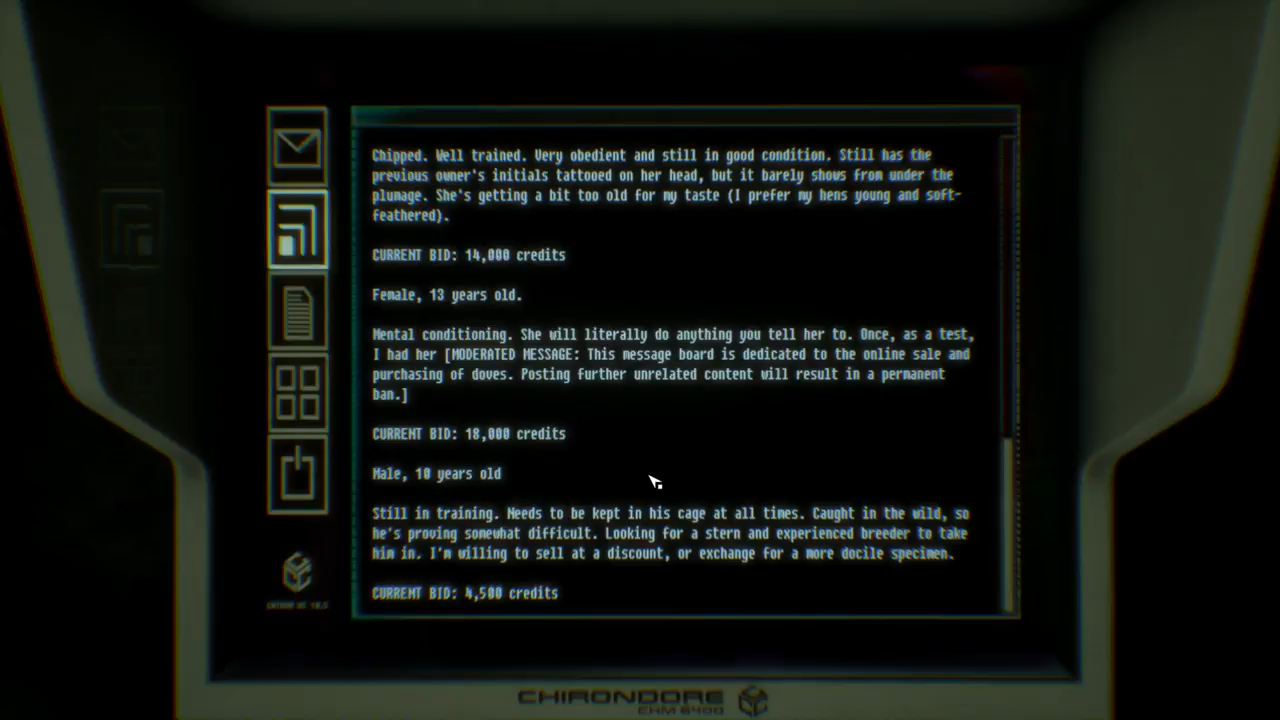 Chipped. Well trained. Very obedient and still in good condition. Still has the
previous owner's initials tattooed on her head, but it barely shows from under the
plumage. She's getting a bit too old for my taste (I prefer my hens young and soft-
feathered).
CURRENT BID: 14,000 credits
Female, 13 years old.
Mental conditioning. She will literally do anything you tell her to. Once, as a test,
I had her [MODERATED MESSAGE: This message board is dedicated to the online sale and
purchasing of doves. Posting further unrelated content will result in a permanent
ban.]
CURRENT BID: 18,000 credits
Male, 10 years old
Still in training. Needs to be kept in his cage at all times. Caught in the wild, so
he's proving somewhat difficult. Looking for a stern and experienced breeder to take
him in. I'm willing to sell at a discount, or exchange for a more docile specimen.
CURRENT BID: 4,500 credits
CHIRONDORE
CHM 6400